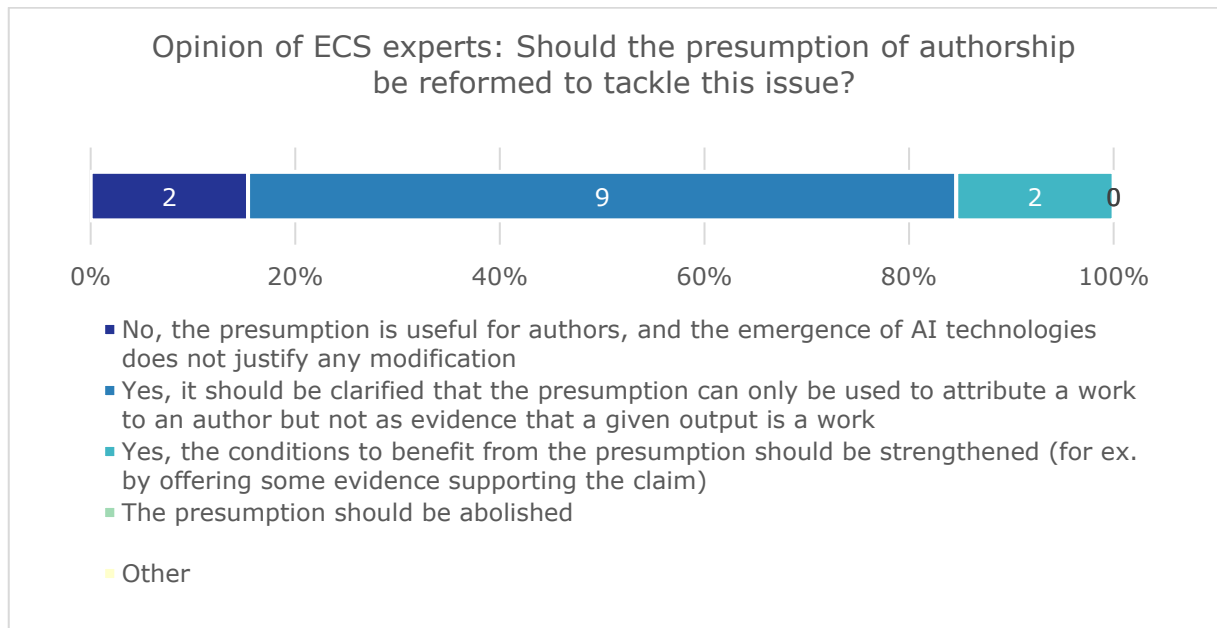 Opinion of ECS experts: Should the presumption of authorship
be reformed to tackle this issue?
2
9
2
0
0%
20%
40%
60%
80%
100%
No, the presumption is useful for authors, and the emergence of AI technologies
does not justify any modification
Yes, it should be clarified that the presumption can only be used to attribute a work
to an author but not as evidence that a given output is a work
Yes, the conditions to benefit from the presumption should be strengthened (for ex.
by offering some evidence supporting the claim)
The presumption should be abolished
Other